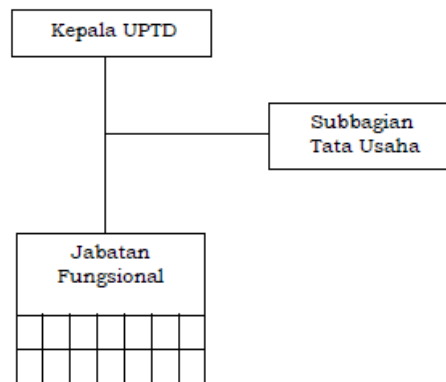 Kepala UPTD
Subbagian
Tata Usaha
Jabatan
Fungsional